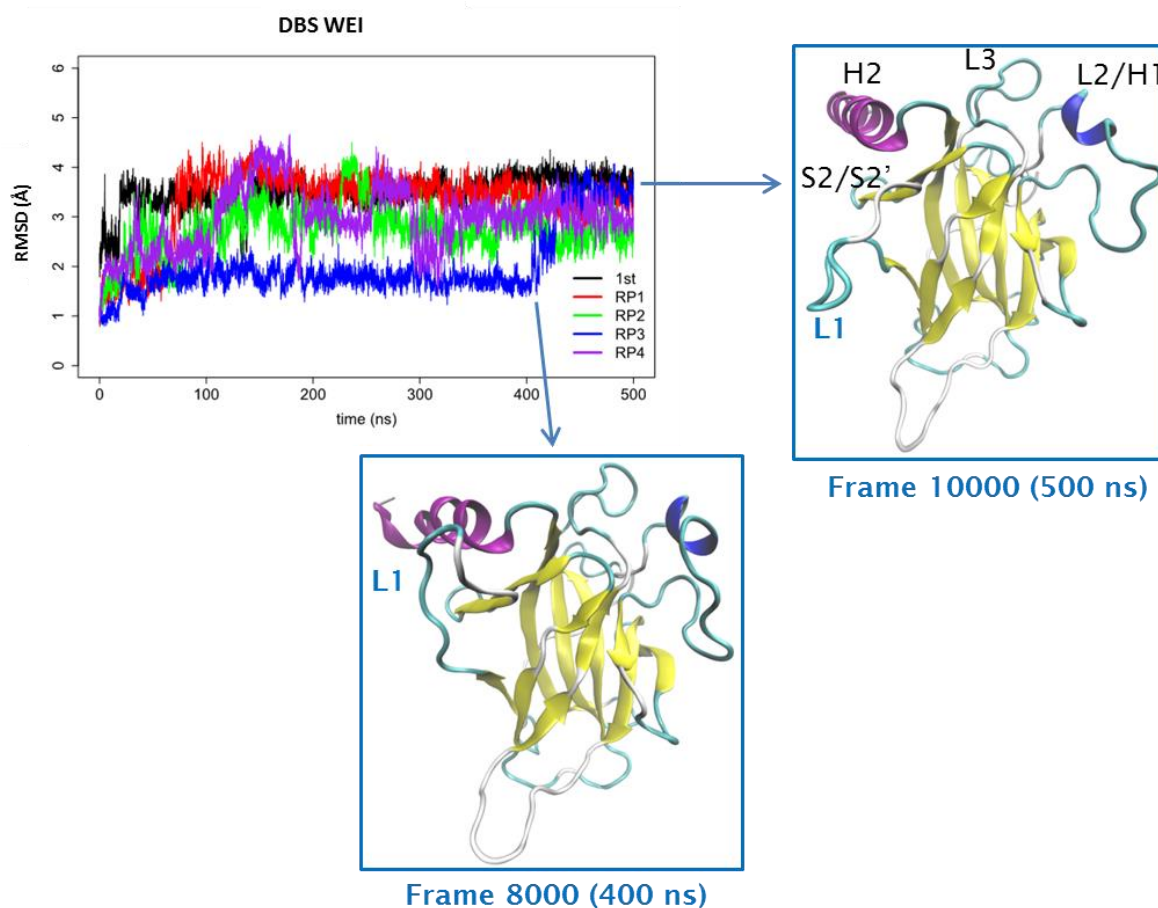 DBS WEI
RMSD (Å)
6
5
4
3
2
1
0
0 100 200 300 400 500
time (ns)
1st
RP1
RP2
RP3
RP4
H2
L3
L2/H1
S2/S2'
L1
Frame 10000 (500 ns)
L1
Frame 8000 (400 ns)